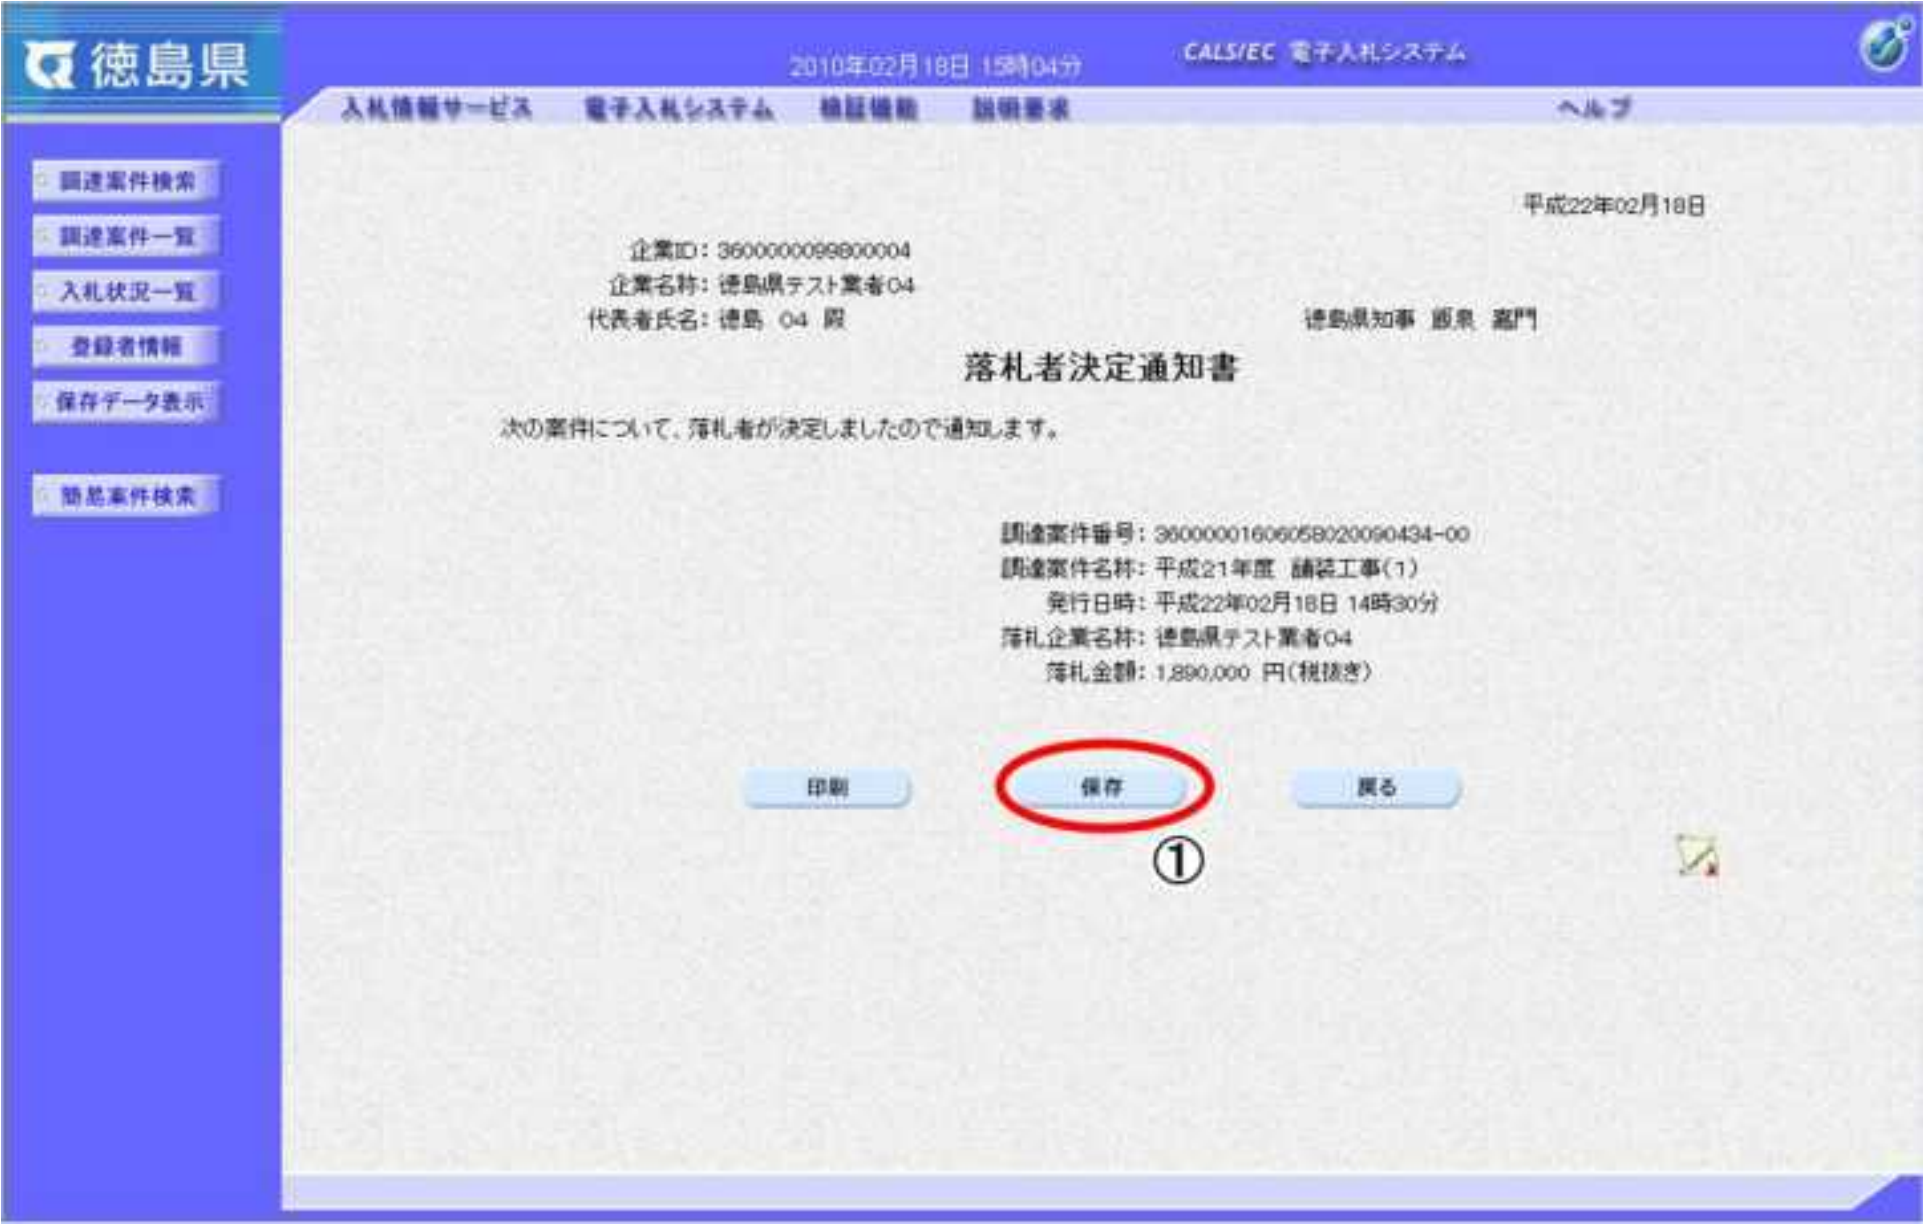 徳島県
2010年02月18日 15時04分
CALS/EC 電子入札システム
入札情報サービス 電子入札システム 検証機能 説明要求 ヘルプ
調達案件検索
調達案件一覧
入札状況一覧
登録者情報
保存データ表示
簡易案件検索
平成22年02月18日
企業ID:3600000099800004
企業名称:徳島県テスト業者04
代表者氏名:徳島 04 殿
徳島県知事 飯泉 嘉門
落札者決定通知書
次の案件について、落札者が決定しましたので通知します。
調達案件番号:3600000160605802009​0434-00
調達案件名称:平成21年度 舗装工事(1)
発行日時:平成22年02月18日 14時30分
落札企業名称:徳島県テスト業者04
落札金額:1,890,000 円(税抜き)
印刷
保存
戻る
①